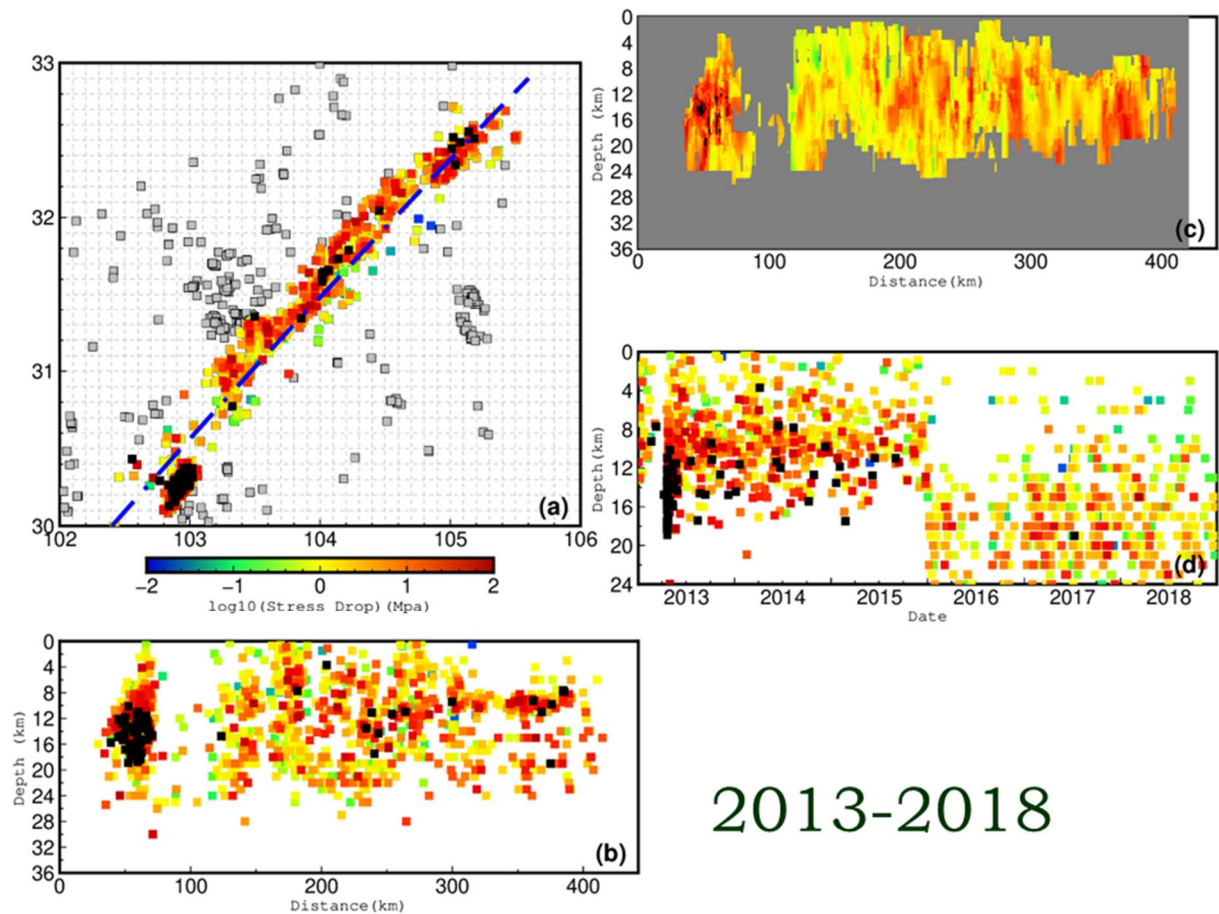 33
32
31
30
102 103 104 105 106
(a)
−2 −1 0 1 2
log10(Stress Drop)(Mpa)
0
4
8
12
16
20
24
28
32
36
Depth (km)
0 100 200 300 400
Distance(km)
(b)
0
4
8
12
16
20
24
28
32
36
Depth (km)
0 100 200 300 400
Distance(km)
(c)
0
4
8
12
16
20
24
Depth(km)
2013 2014 2015 2016 2017 2018
Date
(d)
2013-2018